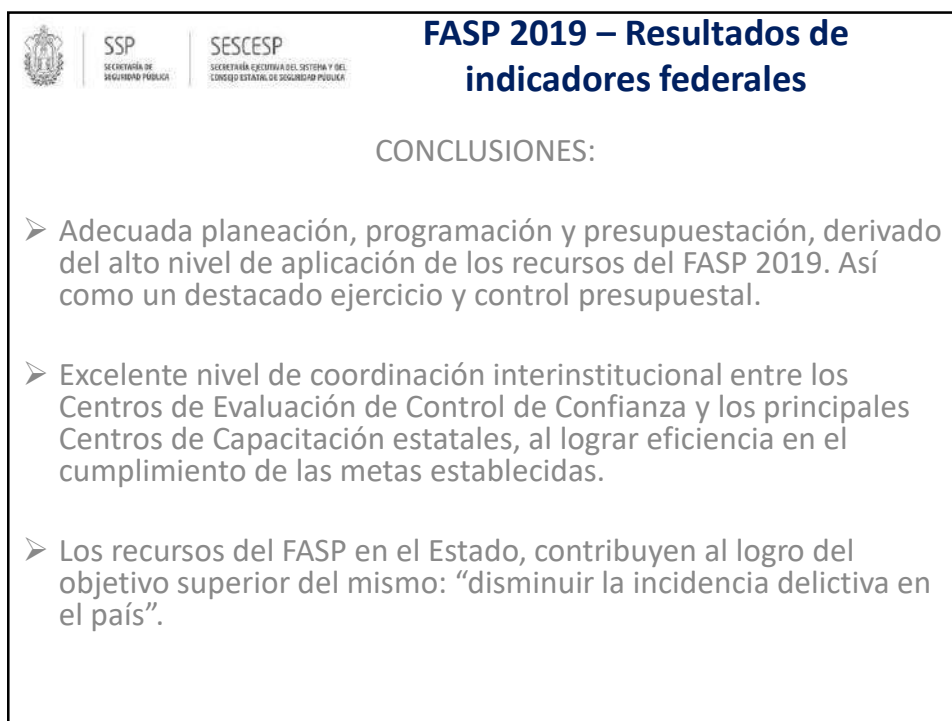 SSP
SECRETARÍA DE
SEGURIDAD PÚBLICA
SESCESP
SECRETARÍA EJECUTIVA DEL SISTEMA Y DEL
CONSEJO ESTATAL DE SEGURIDAD PÚBLICA
FASP 2019 – Resultados de
indicadores federales
CONCLUSIONES:
➢ Adecuada planeación, programación y presupuestación, derivado
del alto nivel de aplicación de los recursos del FASP 2019. Así
como un destacado ejercicio y control presupuestal.
➢ Excelente nivel de coordinación interinstitucional entre los
Centros de Evaluación de Control de Confianza y los principales
Centros de Capacitación estatales, al lograr eficiencia en el
cumplimiento de las metas establecidas.
➢ Los recursos del FASP en el Estado, contribuyen al logro del
objetivo superior del mismo: “disminuir la incidencia delictiva en
el país”.